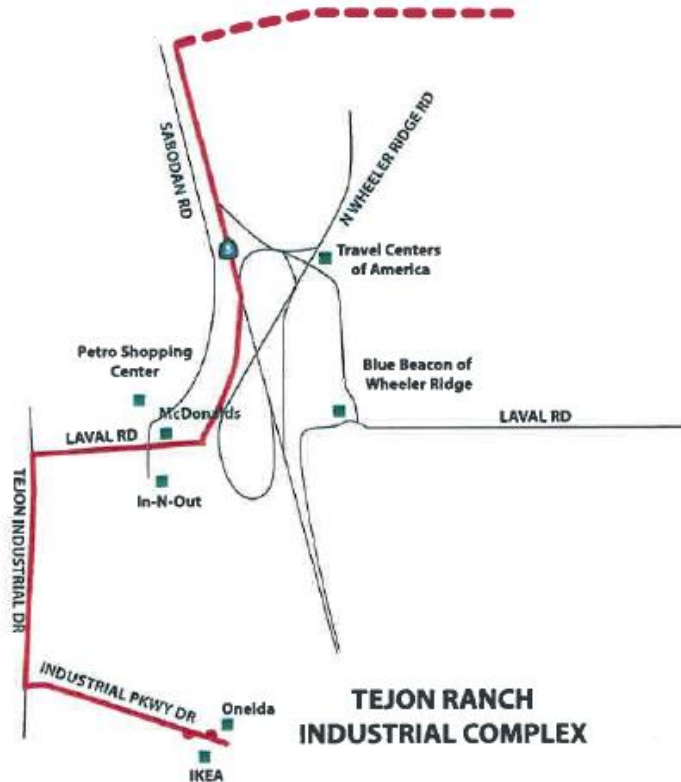 SABODAN RD
N WHEELER RIDGE RD
Travel Centers
of America
Petro Shopping
Center
Blue Beacon of
Wheeler Ridge
McDonalds
LAVAL RD
LAVAL RD
In-N-Out
TEJON INDUSTRIAL DR
INDUSTRIAL PKWY DR
Oneida
IKEA
TEJON RANCH
INDUSTRIAL COMPLEX